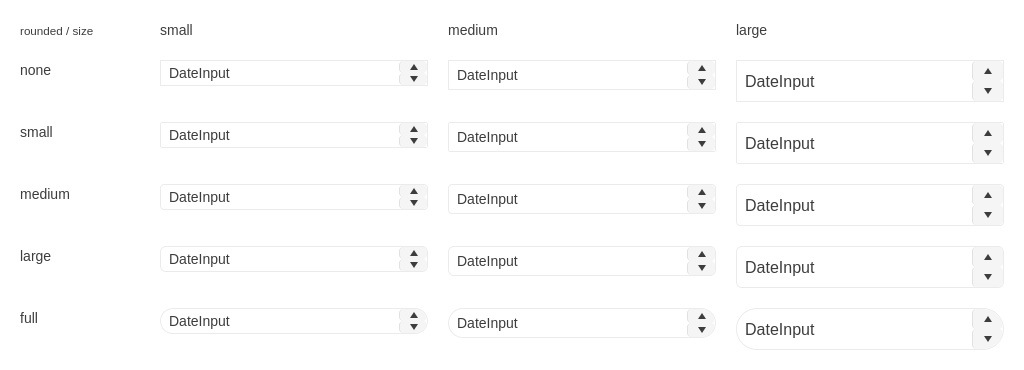 rounded / size small medium large
none DateInput DateInput DateInput
small DateInput DateInput DateInput
medium DateInput DateInput DateInput
large DateInput DateInput DateInput
full DateInput DateInput DateInput